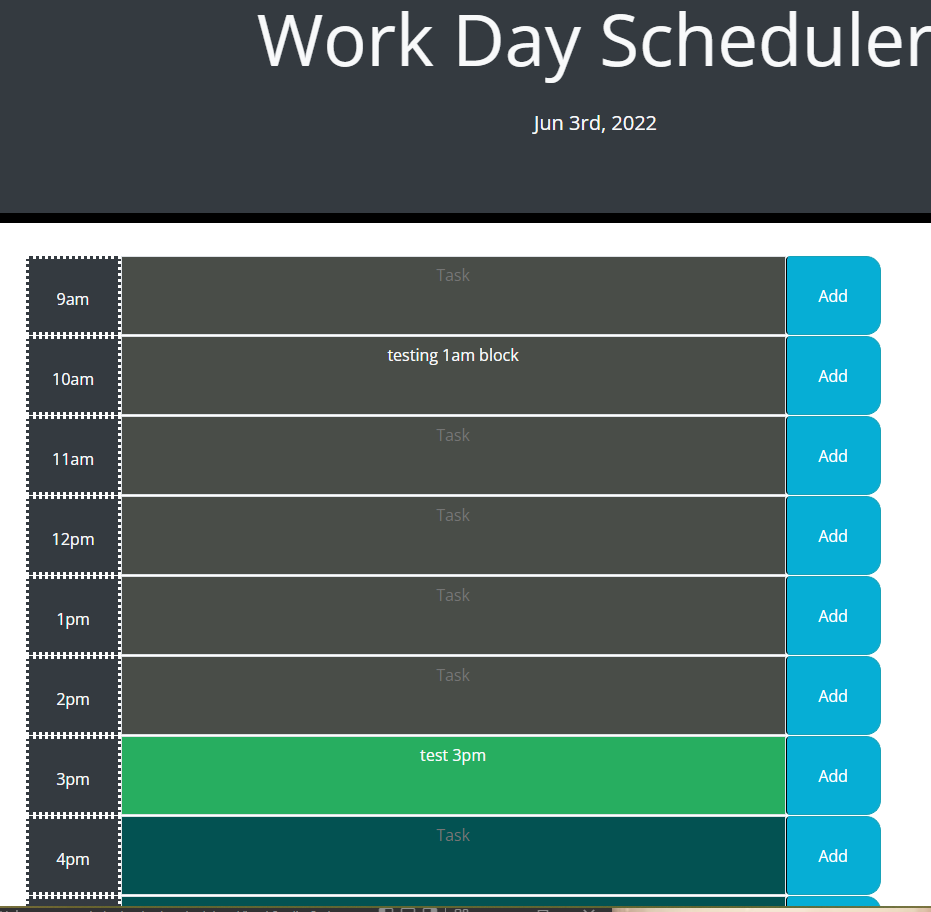 Work Day Scheduler
Jun 3rd, 2022
9am Task Add
10am testing 1am block Add
11am Task Add
12pm Task Add
1pm Task Add
2pm Task Add
3pm test 3pm Add
4pm Task Add